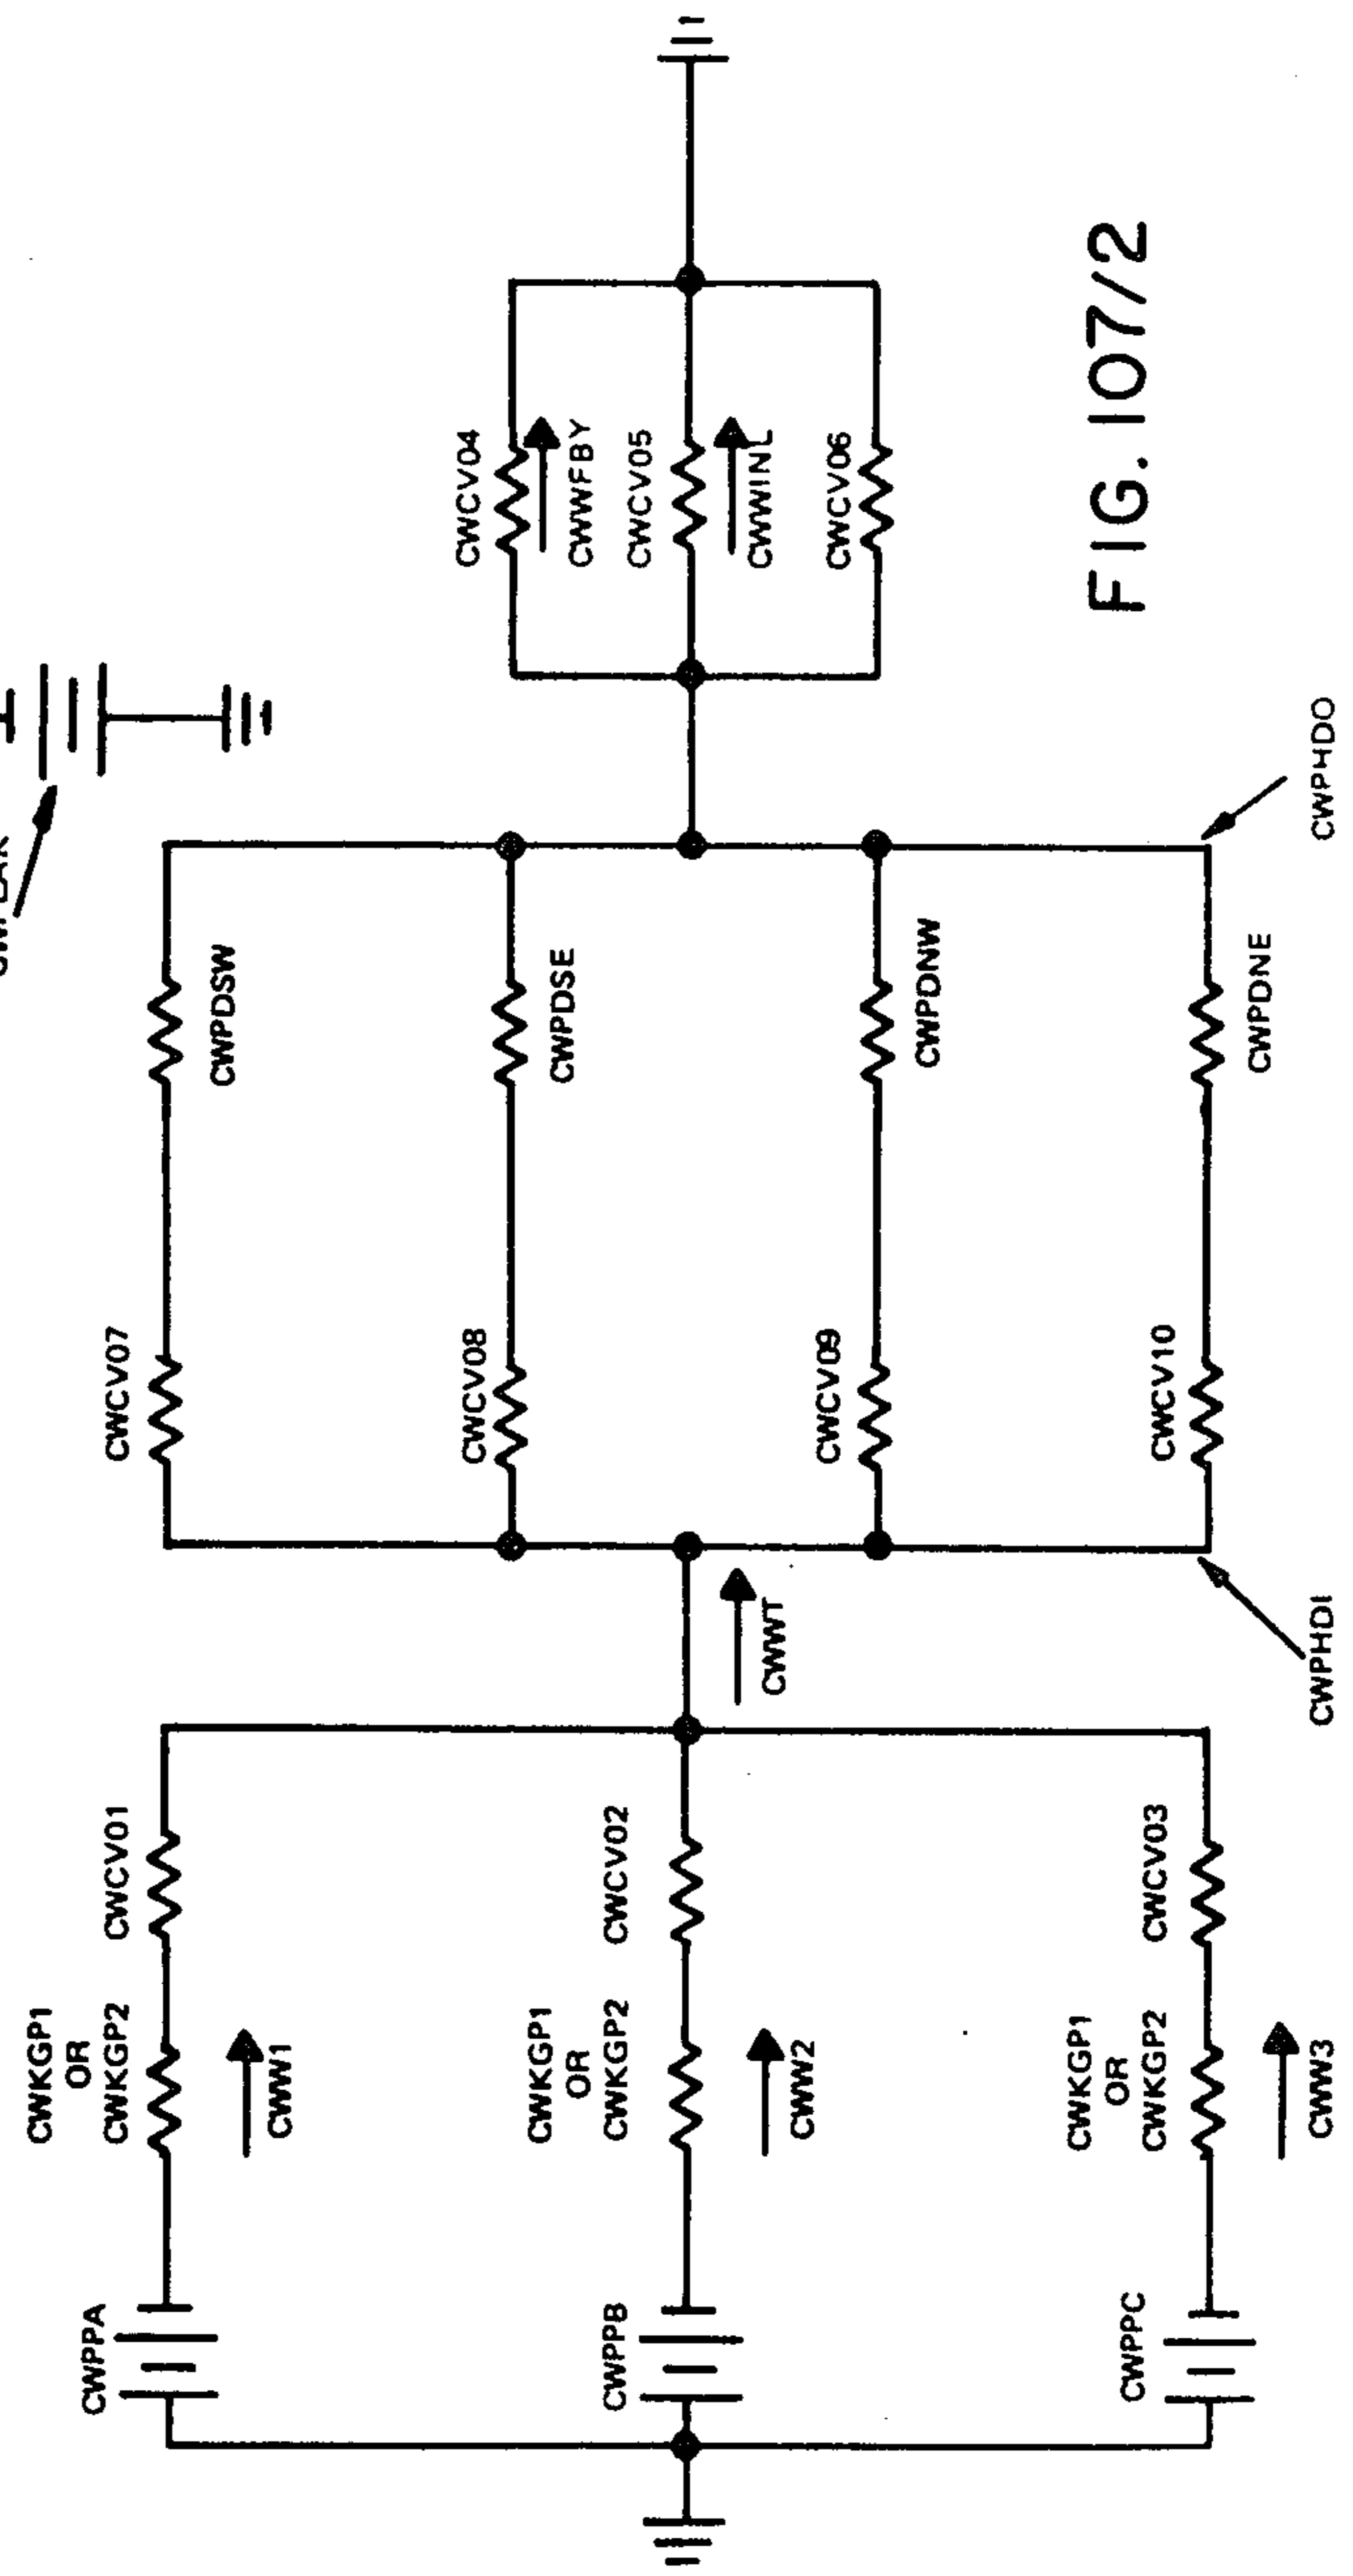 CWKGP1
OR
CWKGP2
CWPPA
CWCV01
CWW1
CWKGP1
OR
CWKGP2
CWPPB
CWCV02
CWW2
CWKGP1
OR
CWKGP2
CWPPC
CWCV03
CWW3
CWWT
CWPHDI
CWCV07
CWPDSW
CWCV08
CWPDSE
CWCV09
CWPDNW
CWCV10
CWPDNE
CWPHDO
CWCV04
CWWFBY
CWCV05
CWWINL
CWCV06
FIG. 107/2